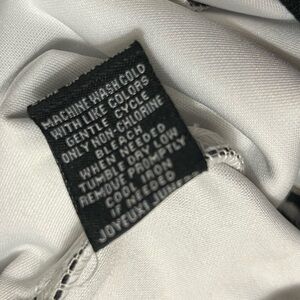 MACHINE WASH COLD
WITH LIKE COLORS
GENTLE CYCLE
ONLY NON-CHLORINE
BLEACH
WHEN NEEDED
TUMBLE DRY LOW
REMOVE PROMPTLY
COOL IRON
IF NEEDED